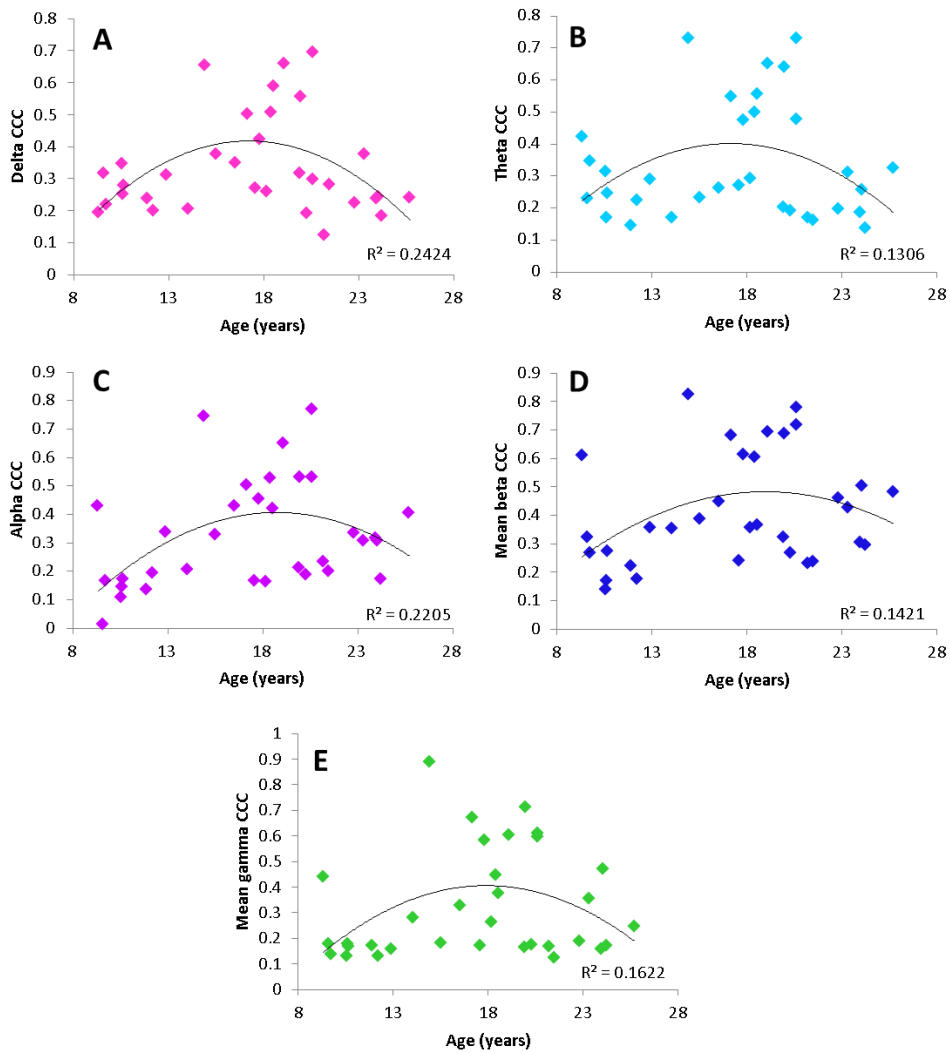 A
Delta CCC
0.8
0.7
0.6
0.5
0.4
0.3
0.2
0.1
0
R² = 0.2424
8 13 18 23 28
Age (years)
B
Theta CCC
0.8
0.7
0.6
0.5
0.4
0.3
0.2
0.1
0
R² = 0.1306
8 13 18 23 28
Age (years)
C
Alpha CCC
0.9
0.8
0.7
0.6
0.5
0.4
0.3
0.2
0.1
0
R² = 0.2205
8 13 18 23 28
Age (years)
D
Mean beta CCC
0.9
0.8
0.7
0.6
0.5
0.4
0.3
0.2
0.1
0
R² = 0.1421
8 13 18 23 28
Age (years)
E
Mean gamma CCC
1
0.9
0.8
0.7
0.6
0.5
0.4
0.3
0.2
0.1
0
R² = 0.1622
8 13 18 23 28
Age (years)